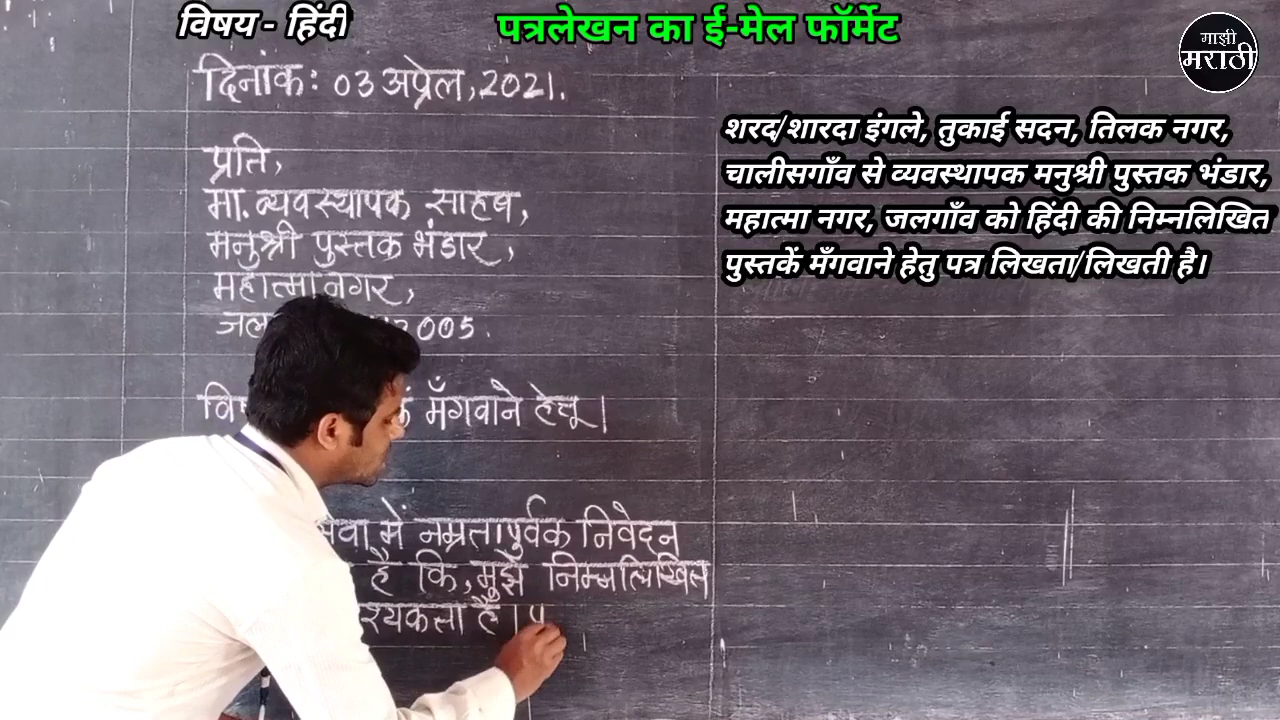 विषय - हिंदी
पत्रलेखन का ई-मेल फॉर्मेट
माझी
मराठी
दिनांक: 03 अप्रेल, 2021.
प्रति,
मा. व्यवस्थापक साहब,
मनुश्री पुस्तक भंडार,
महात्मा नगर,
जल 2005.
वि मँगवाने हेतू।
सेवा में नम्रतापुर्वक निवेदन
है कि, मुझे निम्नलिखित
श्यकता है।
शरद/शारदा इंगले, तुकाई सदन, तिलक नगर,
चालीसगाँव से व्यवस्थापक मनुश्री पुस्तक भंडार,
महात्मा नगर, जलगाँव को हिंदी की निम्नलिखित
पुस्तकें मँगवाने हेतु पत्र लिखता/लिखती है।